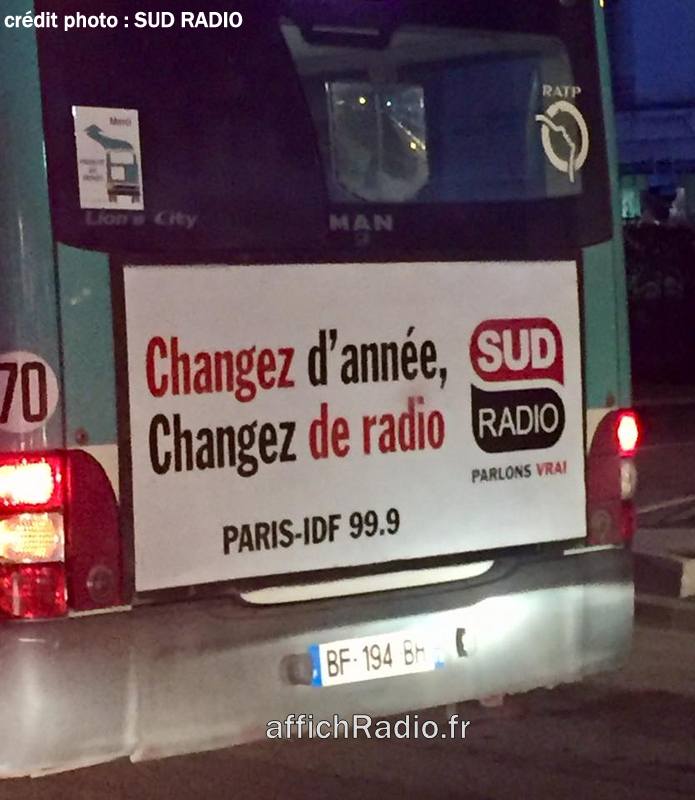 crédit photo : SUD RADIO
RATP
Merci
Lion's City
MAN
Changez d'année,
Changez de radio
SUD
RADIO
PARLONS VRAI
PARIS-IDF 99.9
70
BF-194 BH
affichRadio.fr